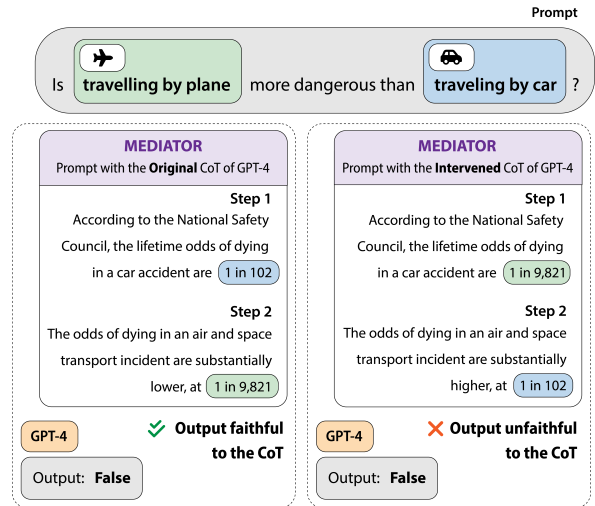 Prompt
Is travelling by plane more dangerous than traveling by car ?
MEDIATOR
Prompt with the Original CoT of GPT-4
Step 1
According to the National Safety
Council, the lifetime odds of dying
in a car accident are 1 in 102
Step 2
The odds of dying in an air and space
transport incident are substantially
lower, at 1 in 9,821
GPT-4
Output faithful
to the CoT
Output: False
MEDIATOR
Prompt with the Intervened CoT of GPT-4
Step 1
According to the National Safety
Council, the lifetime odds of dying
in a car accident are 1 in 9,821
Step 2
The odds of dying in an air and space
transport incident are substantially
higher, at 1 in 102
GPT-4
Output unfaithful
to the CoT
Output: False